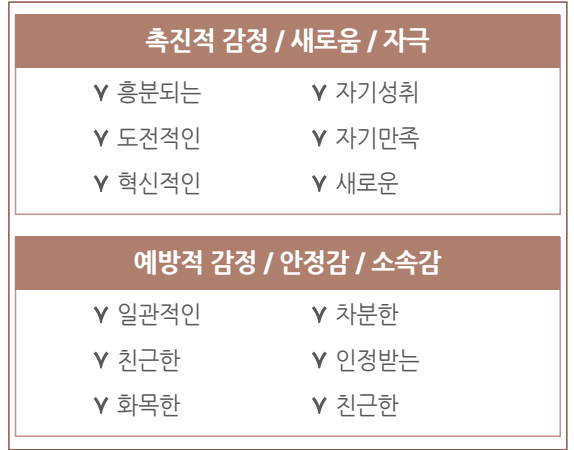 촉진적 감정 / 새로움 / 자극
∨ 흥분되는 ∨ 자기성취
∨ 도전적인 ∨ 자기만족
∨ 혁신적인 ∨ 새로운
예방적 감정 / 안정감 / 소속감
∨ 일관적인 ∨ 차분한
∨ 친근한 ∨ 인정받는
∨ 화목한 ∨ 친근한